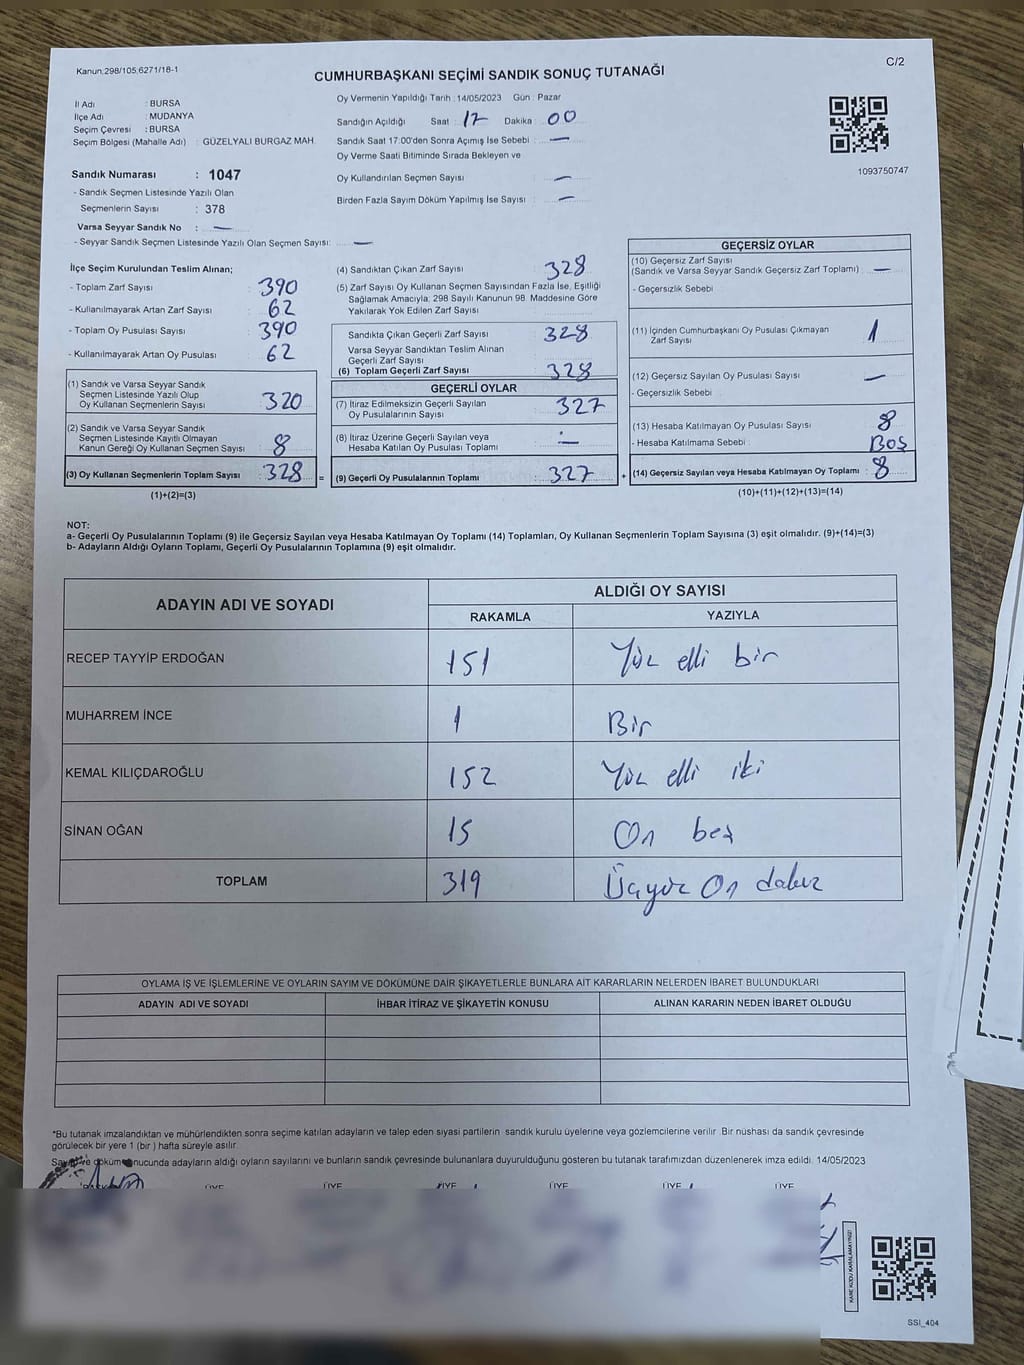 Kanun:298/105;6271/18-1
C/2
CUMHURBAŞKANI SEÇİMİ SANDIK SONUÇ TUTANAĞI
İl Adı : BURSA
İlçe Adı : MUDANYA
Seçim Çevresi : BURSA
Seçim Bölgesi (Mahalle Adı) : GÜZELYALI BURGAZ MAH.
Oy Vermenin Yapıldığı Tarih : 14/05/2023 Gün : Pazar
Sandığın Açıldığı Saat : 17 Dakika : 00
Sandık Saat 17:00'den Sonra Açımış İse Sebebi : —
Oy Verme Saati Bitiminde Sırada Bekleyen ve
Oy Kullandırılan Seçmen Sayısı : —
Birden Fazla Sayım Döküm Yapılmış İse Sayısı : —
1093750747
Sandık Numarası : 1047
- Sandık Seçmen Listesinde Yazılı Olan
Seçmenlerin Sayısı : 378
Varsa Seyyar Sandık No : —
- Seyyar Sandık Seçmen Listesinde Yazılı Olan Seçmen Sayısı: —
İlçe Seçim Kurulundan Teslim Alınan;
- Toplam Zarf Sayısı : 390
- Kullanılmayarak Artan Zarf Sayısı : 62
- Toplam Oy Pusulası Sayısı : 390
- Kullanılmayarak Artan Oy Pusulası : 62
(1) Sandık ve Varsa Seyyar Sandık
Seçmen Listesinde Yazılı Olup
Oy Kullanan Seçmenlerin Sayısı : 320
(2) Sandık ve Varsa Seyyar Sandık
Seçmen Listesinde Kayıtlı Olmayan
Kanun Gereği Oy Kullanan Seçmen Sayısı : 8
(3) Oy Kullanan Seçmenlerin Toplam Sayısı : 328
(1)+(2)=(3)
=
(4) Sandıktan Çıkan Zarf Sayısı : 328
(5) Zarf Sayısı Oy Kullanan Seçmen Sayısından Fazla İse, Eşitliği
Sağlamak Amacıyla, 298 Sayılı Kanunun 98. Maddesine Göre
Yakılarak Yok Edilen Zarf Sayısı
Sandıkta Çıkan Geçerli Zarf Sayısı : 328
Varsa Seyyar Sandıktan Teslim Alınan
Geçerli Zarf Sayısı
(6) Toplam Geçerli Zarf Sayısı : 328
GEÇERLİ OYLAR
(7) İtiraz Edilmeksizin Geçerli Sayılan
Oy Pusulalarının Sayısı : 327
(8) İtiraz Üzerine Geçerli Sayılan veya
Hesaba Katılan Oy Pusulası Toplamı : —
(9) Geçerli Oy Pusulalarının Toplamı : 327
+
GEÇERSİZ OYLAR
(10) Geçersiz Zarf Sayısı
(Sandık ve Varsa Seyyar Sandık Geçersiz Zarf Toplamı) : —
- Geçersizlik Sebebi :
(11) İçinden Cumhurbaşkanı Oy Pusulası Çıkmayan
Zarf Sayısı : 1
(12) Geçersiz Sayılan Oy Pusulası Sayısı : —
- Geçersizlik Sebebi
(13) Hesaba Katılmayan Oy Pusulası Sayısı : 8
- Hesaba Katılmama Sebebi : BOŞ
(14) Geçersiz Sayılan veya Hesaba Katılmayan Oy Toplamı : 8
(10)+(11)+(12)+(13)=(14)
NOT:
a- Geçerli Oy Pusulalarının Toplamı (9) ile Geçersiz Sayılan veya Hesaba Katılmayan Oy Toplamı (14) Toplamları, Oy Kullanan Seçmenlerin Toplam Sayısına (3) eşit olmalıdır. (9)+(14)=(3)
b- Adayların Aldığı Oyların Toplamı, Geçerli Oy Pusulalarının Toplamına (9) eşit olmalıdır.
ADAYIN ADI VE SOYADI ALDIĞI OY SAYISI
RAKAMLA YAZIYLA
RECEP TAYYİP ERDOĞAN 151 Yüz elli bir
MUHARREM İNCE 1 Bir
KEMAL KILIÇDAROĞLU 152 Yüz elli iki
SİNAN OĞAN 15 On beş
TOPLAM 319 Üçyüz On dokuz
OYLAMA İŞ VE İŞLEMLERİNE VE OYLARIN SAYIM VE DÖKÜMÜNE DAİR ŞİKAYETLERLE BUNLARA AİT KARARLARIN NELERDEN İBARET BULUNDUKLARI
ADAYIN ADI VE SOYADI İHBAR İTİRAZ VE ŞİKAYETİN KONUSU ALINAN KARARIN NEDEN İBARET OLDUĞU
*Bu tutanak imzalandıktan ve mühürlendikten sonra seçime katılan adayların ve talep eden siyasi partilerin sandık kurulu üyelerine veya gözlemcilerine verilir. Bir nüshası da sandık çevresinde
görülecek bir yere 1 (bir ) hafta süreyle asılır.
ve döküm sonucunda adayların aldığı oyların sayılarını ve bunların sandık çevresinde bulunanlara duyurulduğunu gösteren bu tutanak tarafımızdan düzenlenerek imza edildi. 14/05/2023
ÜYE ÜYE ÜYE ÜYE ÜYE ÜYE
KARE KODU KARALAMAYINIZ!
SSI_404